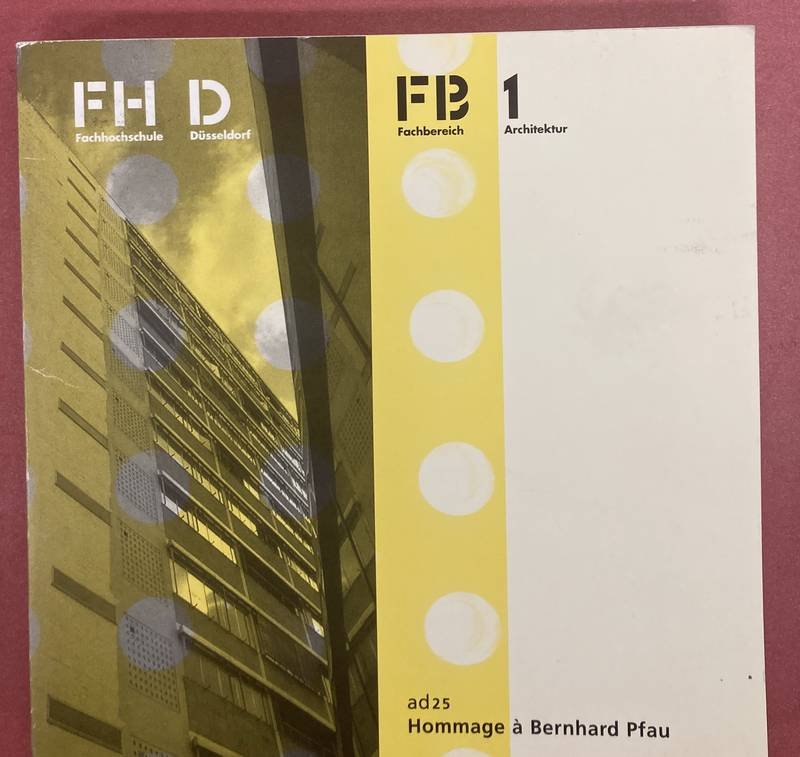 FH D FB 1
Fachhochschule Düsseldorf Fachbereich Architektur
ad25
Hommage à Bernhard Pfau